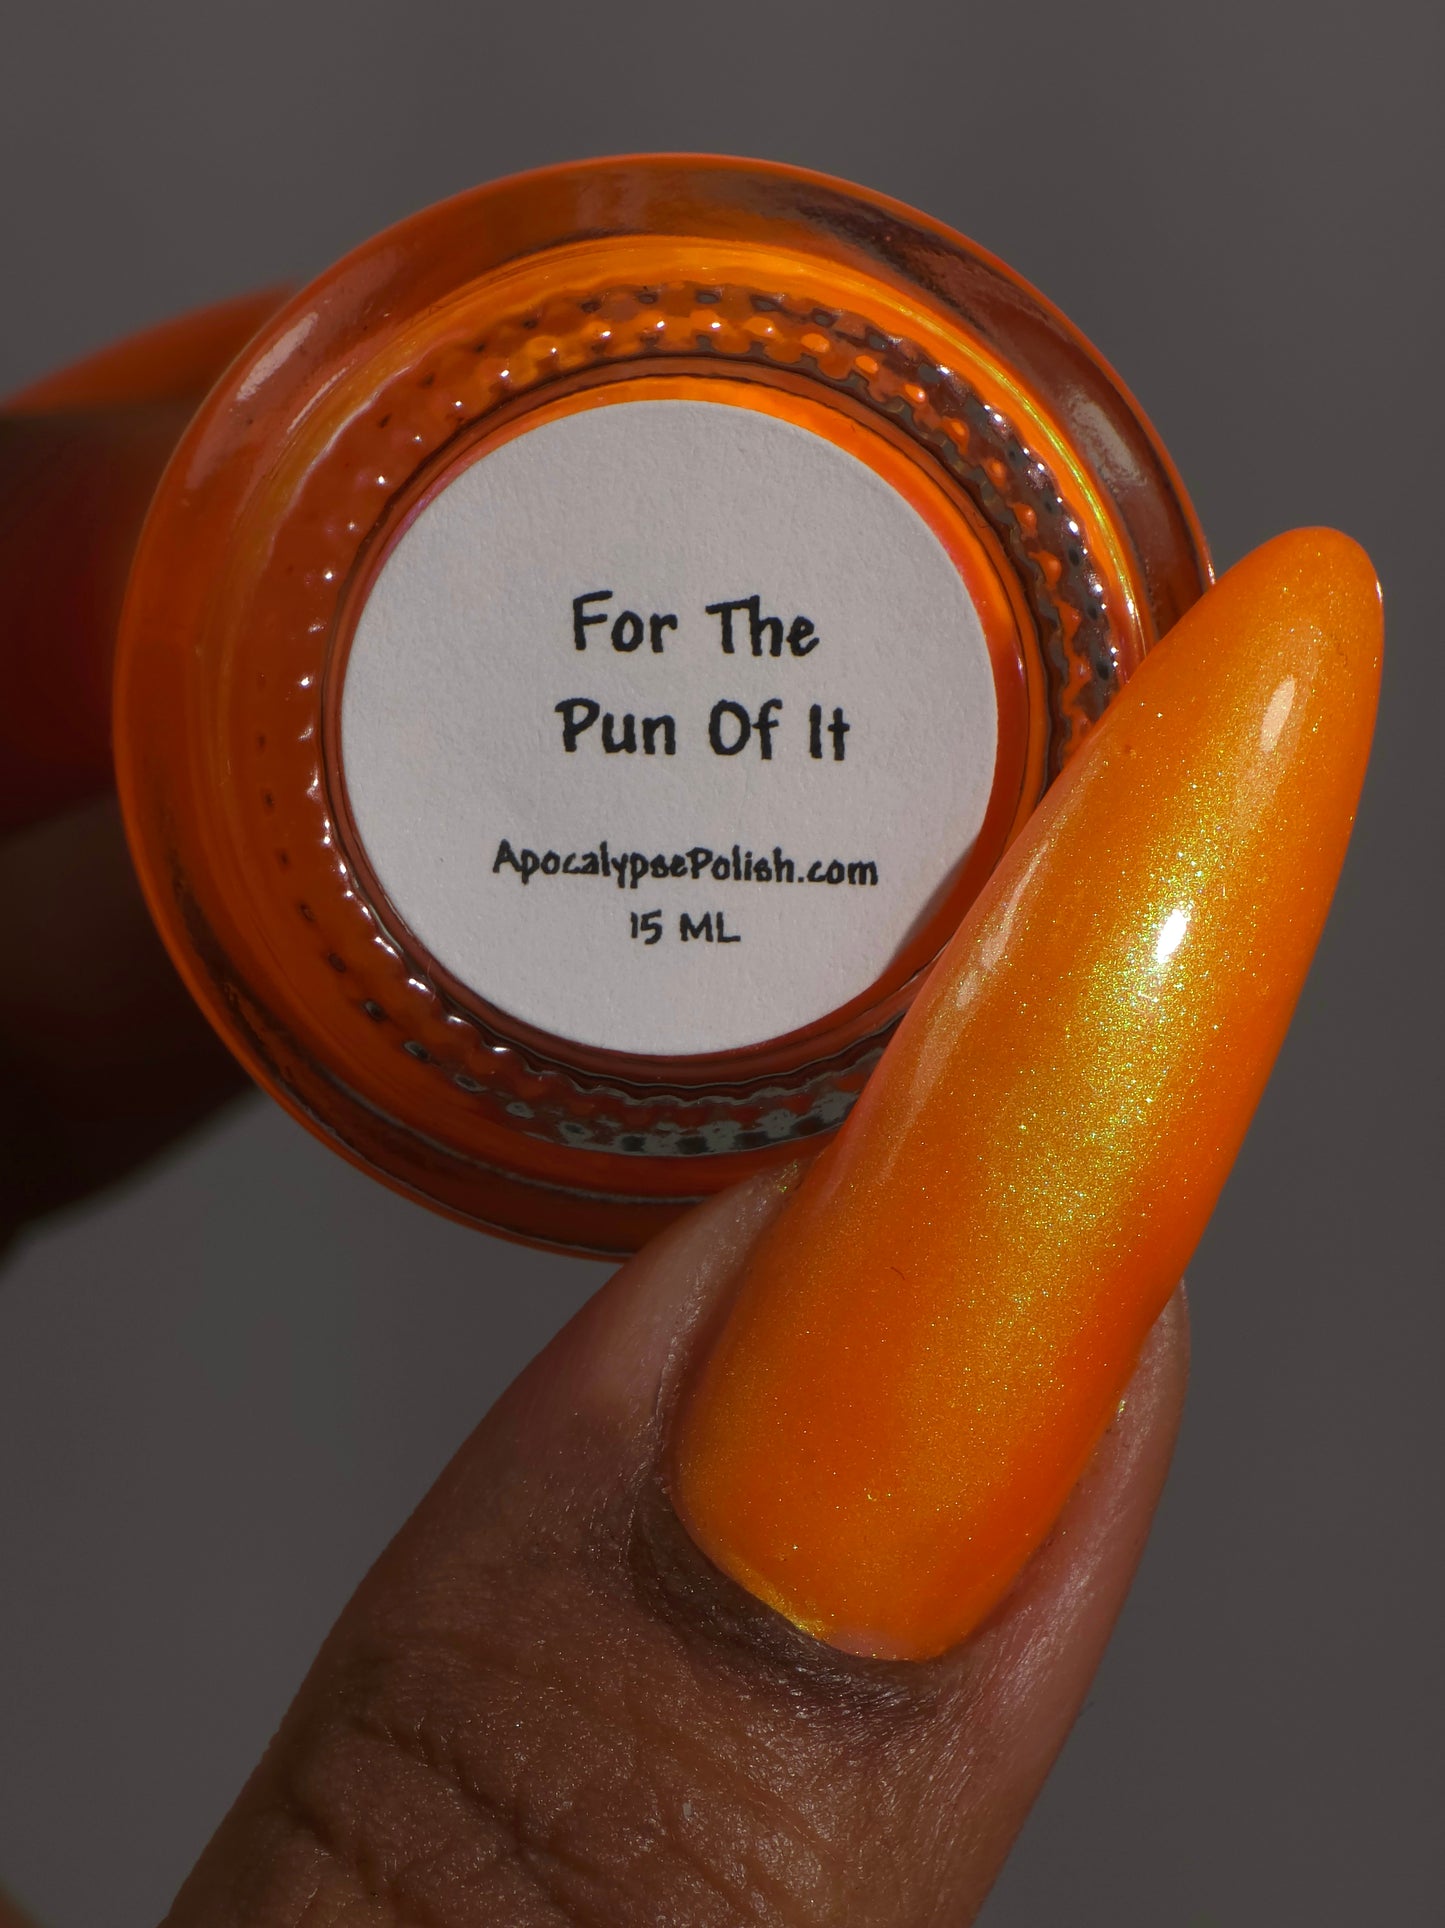 For The
Pun Of It
ApocalypsePolish.com
15 ML